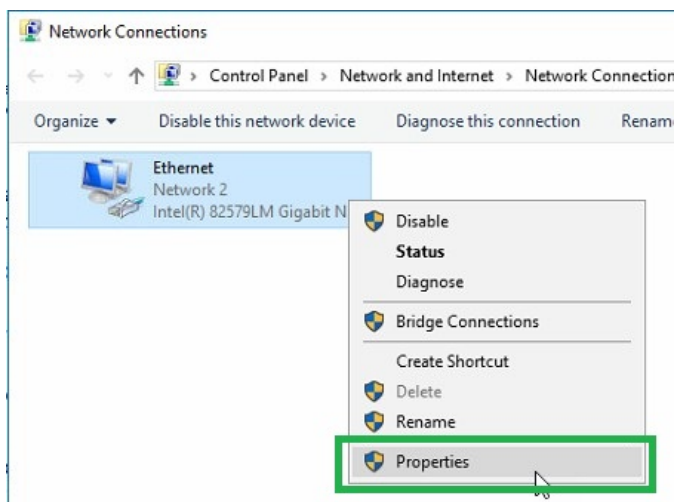 Network Connections
Control Panel > Network and Internet > Network Connection
Organize Disable this network device Diagnose this connection Renam
Ethernet
Network 2
Intel(R) 82579LM Gigabit N
Disable
Status
Diagnose
Bridge Connections
Create Shortcut
Delete
Rename
Properties